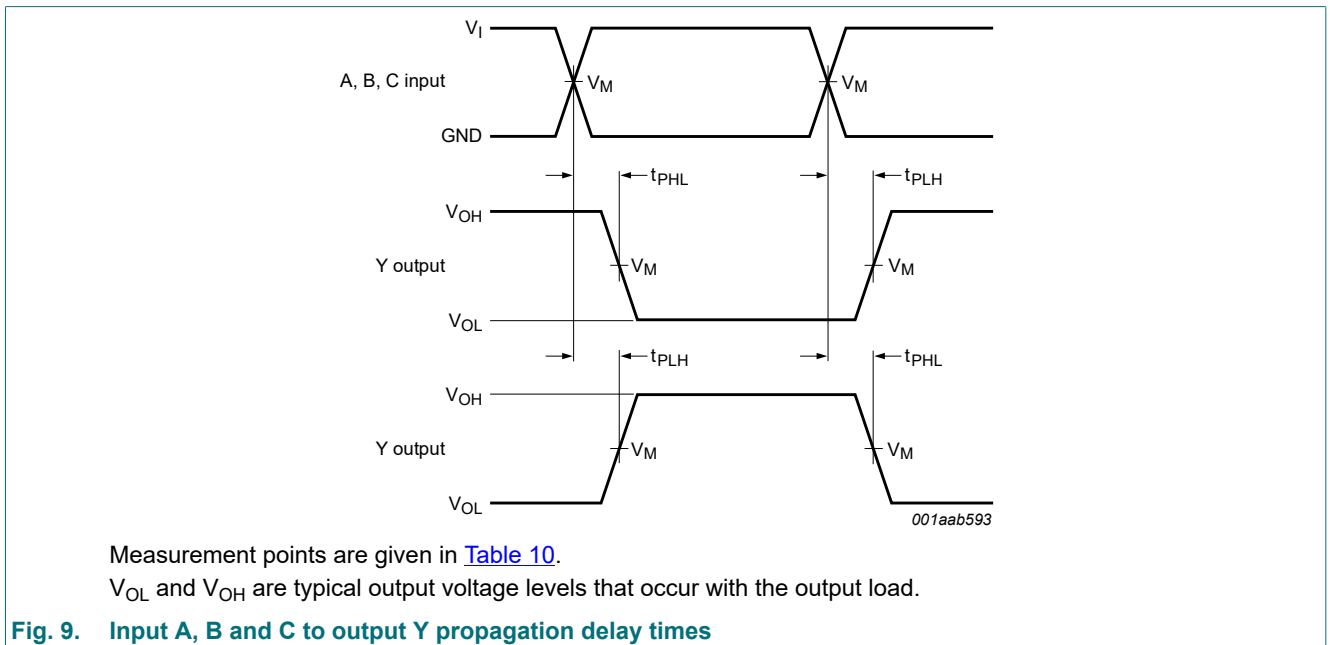 VI
A, B, C input
VM
VM
GND
tPHL
tPLH
VOH
Y output
VM
VM
VOL
tPLH
tPHL
VOH
Y output
VM
VM
VOL
001aab593
Measurement points are given in Table 10.
VOL and VOH are typical output voltage levels that occur with the output load.
Fig. 9. Input A, B and C to output Y propagation delay times